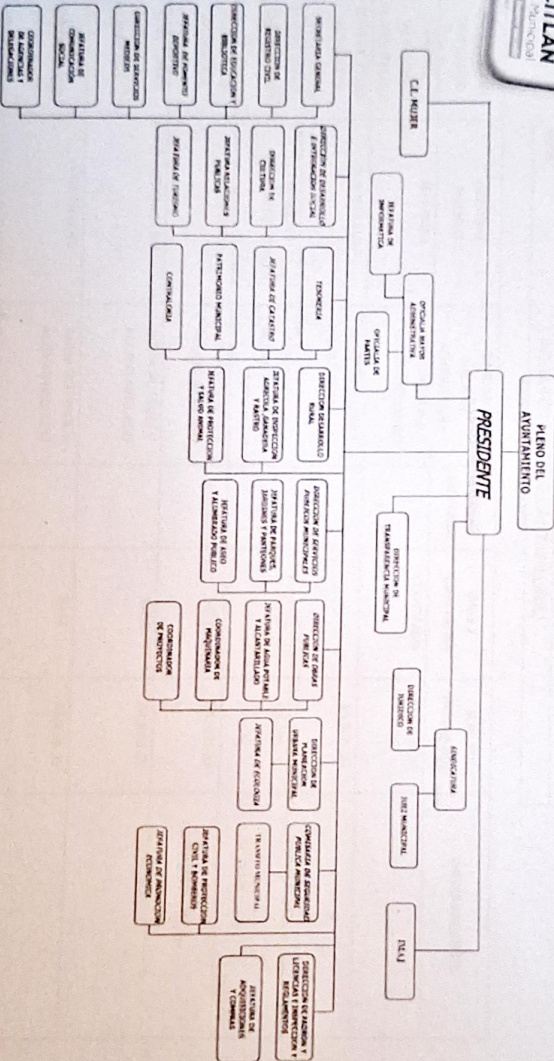 TLAN
Municipal
PLENO DEL
AYUNTAMIENTO
PRESIDENTE
C.E. MUJER
OFICIALIA MAYOR
ADMINISTRATIVA
JEFATURA DE
INFORMATICA
OFICIALIA DE
PARTES
DIRECCION DE
TRANSPARENCIA MUNICIPAL
SINDICATURA
DIRECCION DE
JURIDICO
JUEZ MUNICIPAL
SECRETARIA GENERAL
DIRECCION DE
REGISTRO CIVIL
DIRECCION DE EDUCACION Y
BIBLIOTECA
JEFATURA DE FOMENTO
DEPORTIVO
DIRECCION DE SERVICIOS
MEDICOS
JEFATURA DE
COMUNICACIÓN
SOCIAL
COORDINADOR
DE AGENCIAS Y
DELEGACIONES
DIRECCION DE DESARROLLO
E INTEGRACION SOCIAL
DIRECCION DE
CULTURA
JEFATURA RELACIONES
PUBLICAS
JEFATURA DE TURISMO
TESORERIA
JEFATURA DE CATASTRO
PATRIMONIO MUNICIPAL
CONTRALORIA
DIRECCION DESARROLLO
RURAL
JEFATURA DE INSPECCION
AGRICOLA, GANADERA
Y RASTRO
JEFATURA DE PROTECCION
Y SALUD ANIMAL
DIRECCION DE SERVICIOS
PUBLICOS MUNICIPALES
JEFATURA DE PARQUES,
JARDINES Y PANTEONES
JEFATURA DE ASEO
Y ALUMBRADO PUBLICO
DIRECCION DE OBRAS
PUBLICAS
JEFATURA DE AGUA POTABLE
Y ALCANTARILLADO
COORDINADOR DE
MAQUINARIA
COORDINADOR
DE PROYECTOS
DIRECCION DE
PLANEACION
URBANA MUNICIPAL
JEFATURA DE ECOLOGIA
COMISARIA DE SEGURIDAD
PUBLICA MUNICIPAL
TRANSITO MUNICIPAL
JEFATURA DE PROTECCION
CIVIL Y BOMBEROS
JEFATURA DE PROMOCION
ECONOMICA
DIRECCION DE PADRON Y
LICENCIAS E INSPECCION Y
REGLAMENTOS
JEFATURA DE
ADQUISICIONES
Y COMPRAS